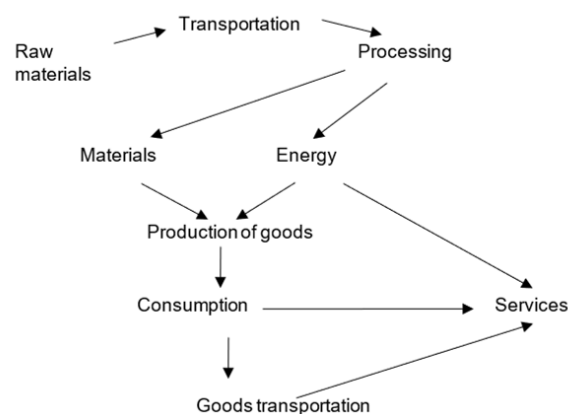 Transportation
Raw
materials
Processing
Materials
Energy
Production of goods
Consumption
Services
Goods transportation